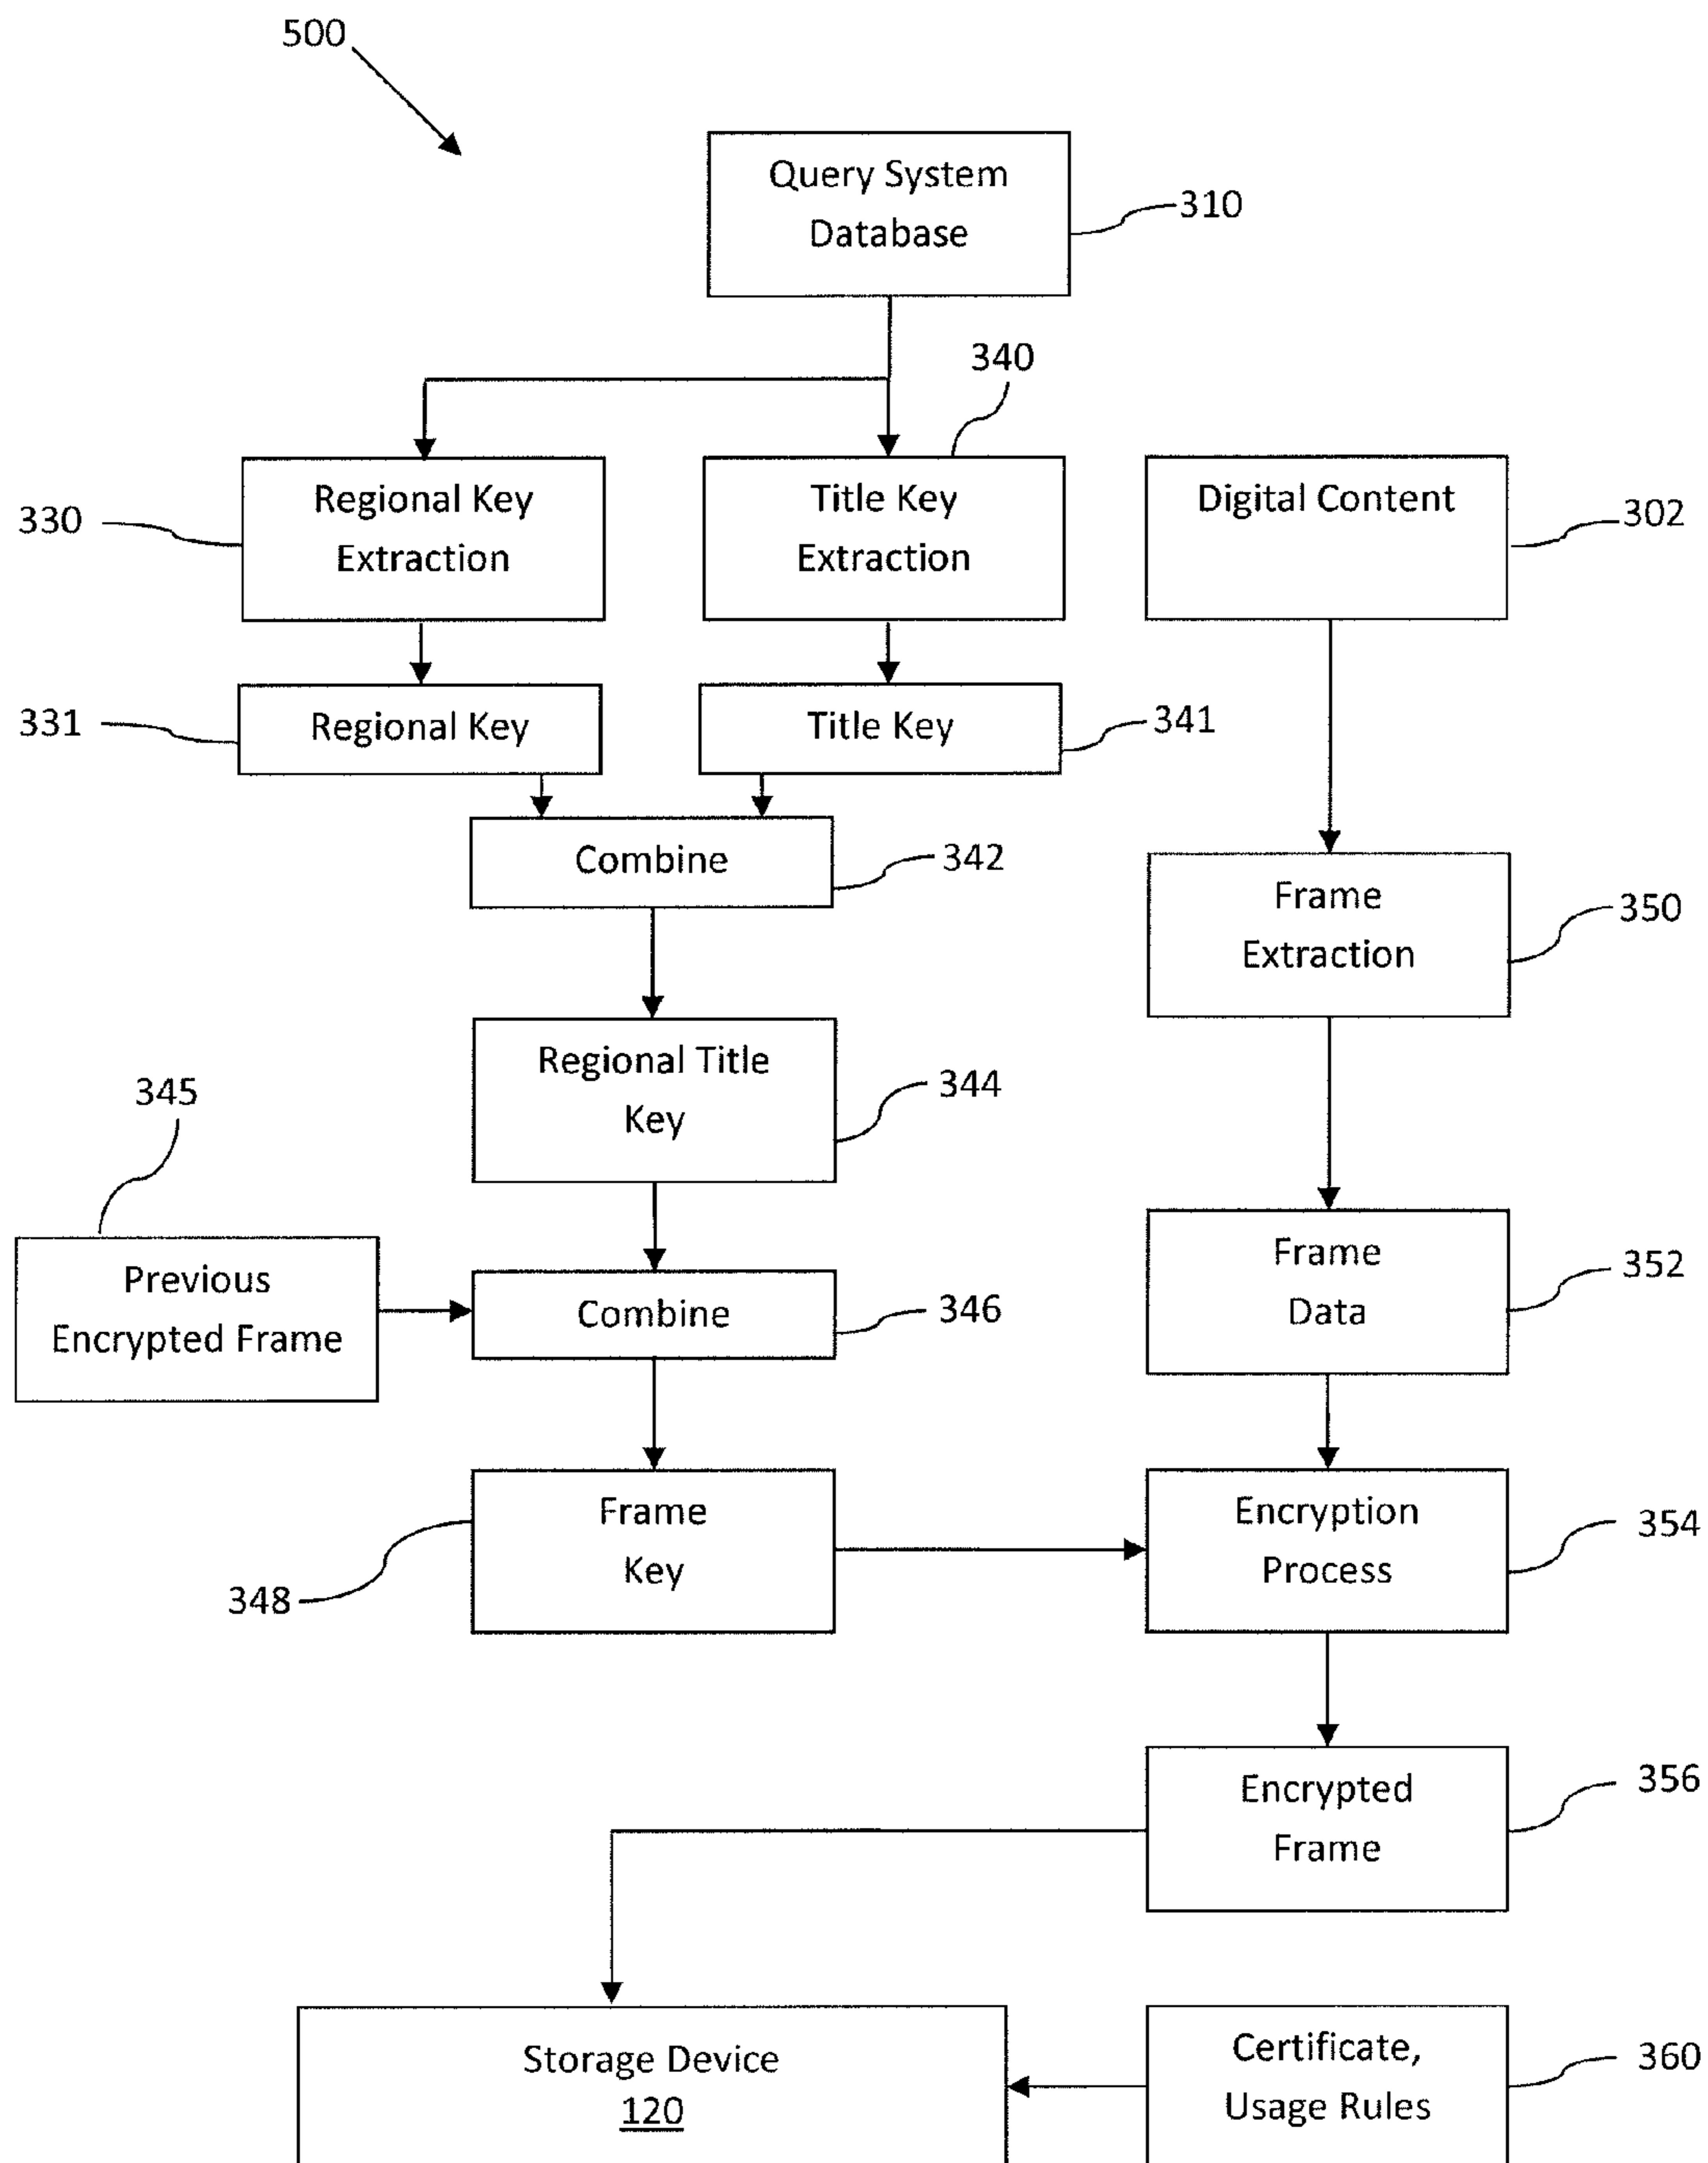 500
Query System
Database
310
340
Regional Key
Extraction
330
Title Key
Extraction
Digital Content
302
331
Regional Key
Title Key
341
Combine
342
Frame
Extraction
350
Regional Title
Key
344
345
Previous
Encrypted Frame
Combine
346
Frame
Data
352
Frame
Key
348
Encryption
Process
354
Encrypted
Frame
356
Storage Device
120
Certificate,
Usage Rules
360